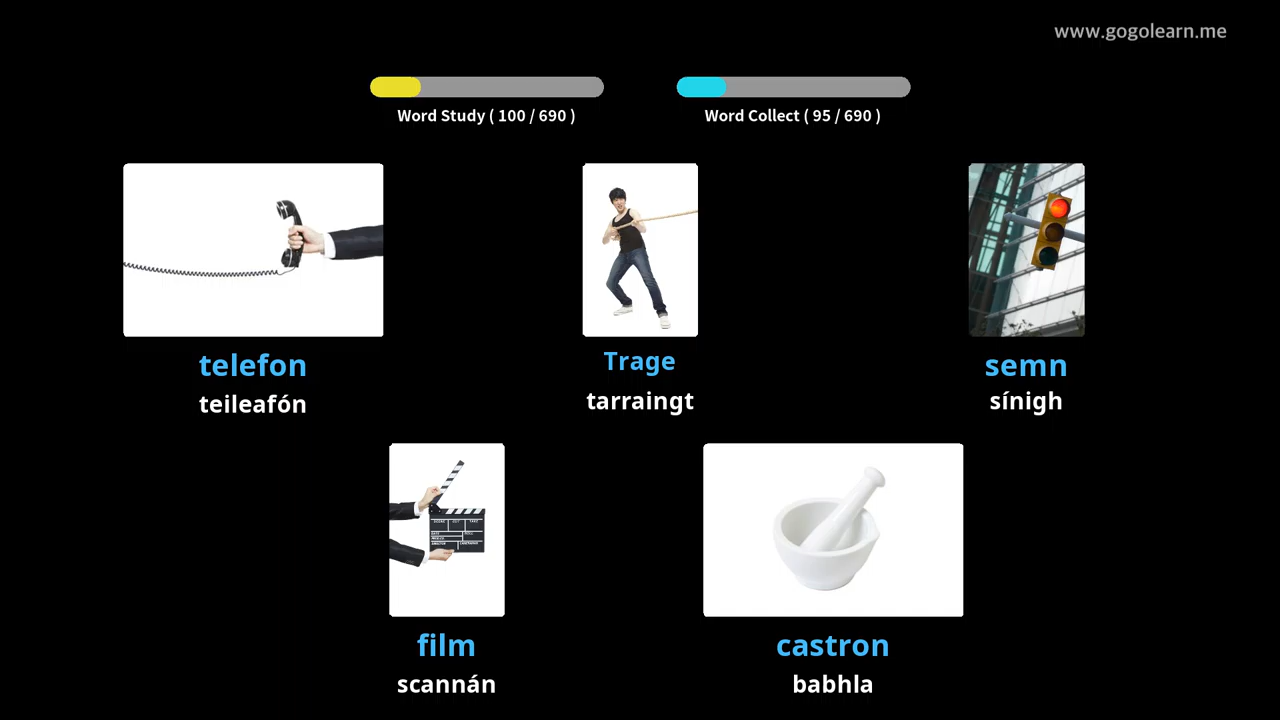 www.gogolearn.me
Word Study ( 100 / 690 )
Word Collect ( 95 / 690 )
telefon
teileafón
Trage
tarraingt
semn
sínigh
film
scannán
castron
babhla